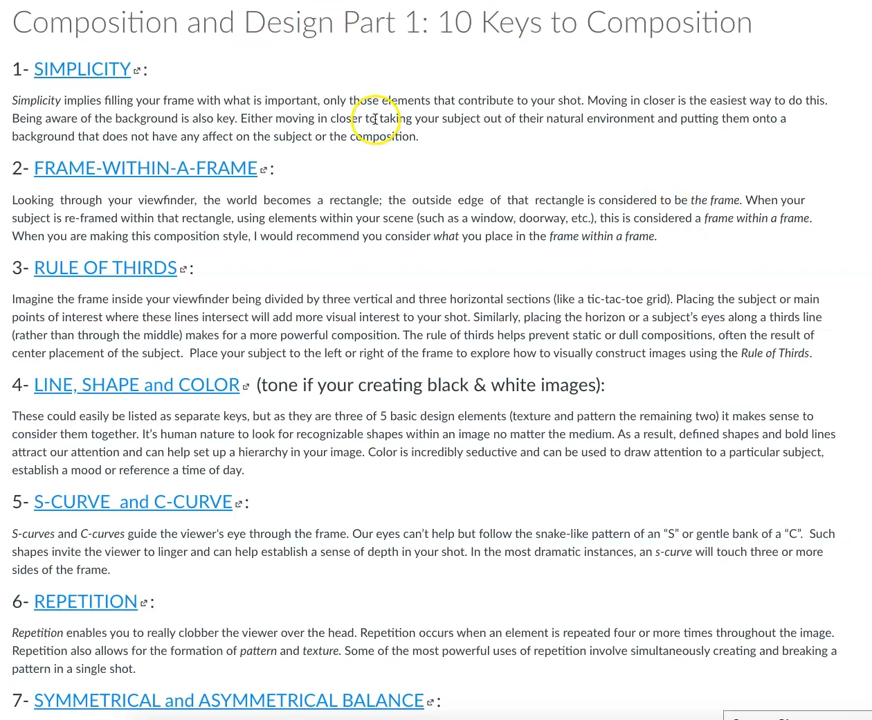 Composition and Design Part 1: 10 Keys to Composition
1- SIMPLICITY:
Simplicity implies filling your frame with what is important, only those elements that contribute to your shot. Moving in closer is the easiest way to do this.
Being aware of the background is also key. Either moving in closer to taking your subject out of their natural environment and putting them onto a
background that does not have any affect on the subject or the composition.
2- FRAME-WITHIN-A-FRAME:
Looking through your viewfinder, the world becomes a rectangle; the outside edge of that rectangle is considered to be the frame. When your
subject is re-framed within that rectangle, using elements within your scene (such as a window, doorway, etc.), this is considered a frame within a frame.
When you are making this composition style, I would recommend you consider what you place in the frame within a frame.
3- RULE OF THIRDS:
Imagine the frame inside your viewfinder being divided by three vertical and three horizontal sections (like a tic-tac-toe grid). Placing the subject or main
points of interest where these lines intersect will add more visual interest to your shot. Similarly, placing the horizon or a subject's eyes along a thirds line
(rather than through the middle) makes for a more powerful composition. The rule of thirds helps prevent static or dull compositions, often the result of
center placement of the subject. Place your subject to the left or right of the frame to explore how to visually construct images using the Rule of Thirds.
4- LINE, SHAPE and COLOR (tone if your creating black & white images):
These could easily be listed as separate keys, but as they are three of 5 basic design elements (texture and pattern the remaining two) it makes sense to
consider them together. It's human nature to look for recognizable shapes within an image no matter the medium. As a result, defined shapes and bold lines
attract our attention and can help set up a hierarchy in your image. Color is incredibly seductive and can be used to draw attention to a particular subject,
establish a mood or reference a time of day.
5- S-CURVE and C-CURVE:
S-curves and C-curves guide the viewer's eye through the frame. Our eyes can't help but follow the snake-like pattern of an “S” or gentle bank of a “C”. Such
shapes invite the viewer to linger and can help establish a sense of depth in your shot. In the most dramatic instances, an s-curve will touch three or more
sides of the frame.
6- REPETITION:
Repetition enables you to really clobber the viewer over the head. Repetition occurs when an element is repeated four or more times throughout the image.
Repetition also allows for the formation of pattern and texture. Some of the most powerful uses of repetition involve simultaneously creating and breaking a
pattern in a single shot.
7- SYMMETRICAL and ASYMMETRICAL BALANCE: